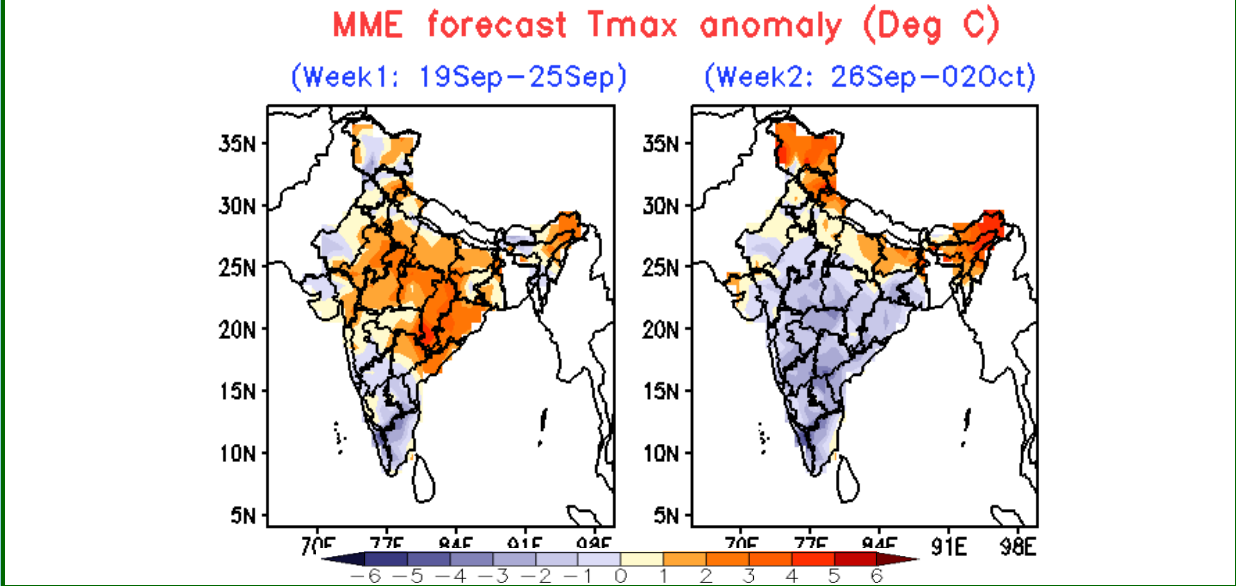 MME forecast Tmax anomaly (Deg C)
(Week1: 19Sep−25Sep) (Week2: 26Sep−02Oct)
35N 35N
30N 30N
25N 25N
20N 20N
15N 15N
10N 10N
5N 5N
70E 77E 84E 91E 98E 70E 77E 84E 91E 98E
−6 −5 −4 −3 −2 −1 0 1 2 3 4 5 6